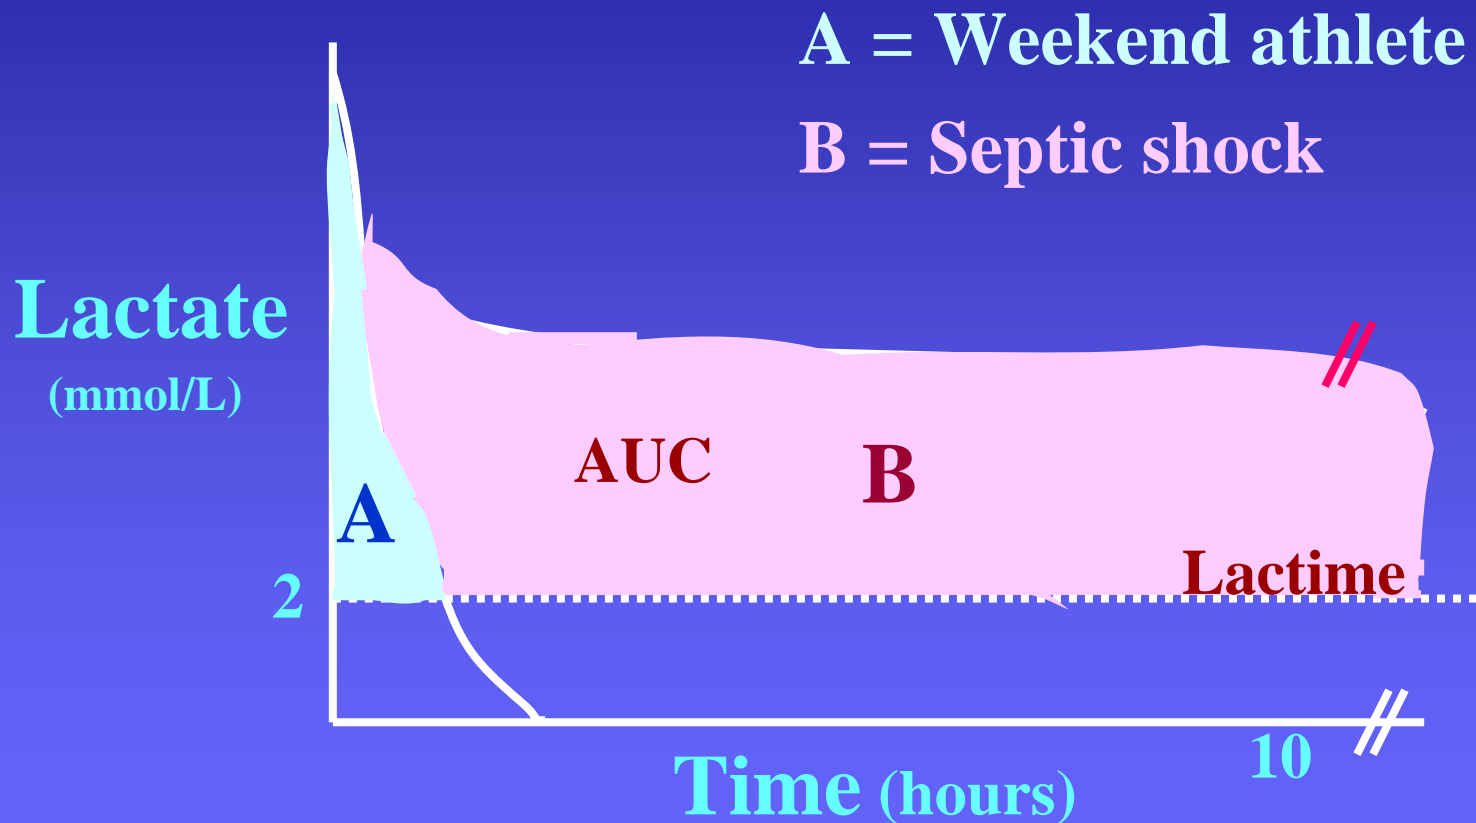 A = Weekend athlete
B = Septic shock
Lactate
(mmol/L)
AUC
B
A
Lactime
2
10
Time (hours)